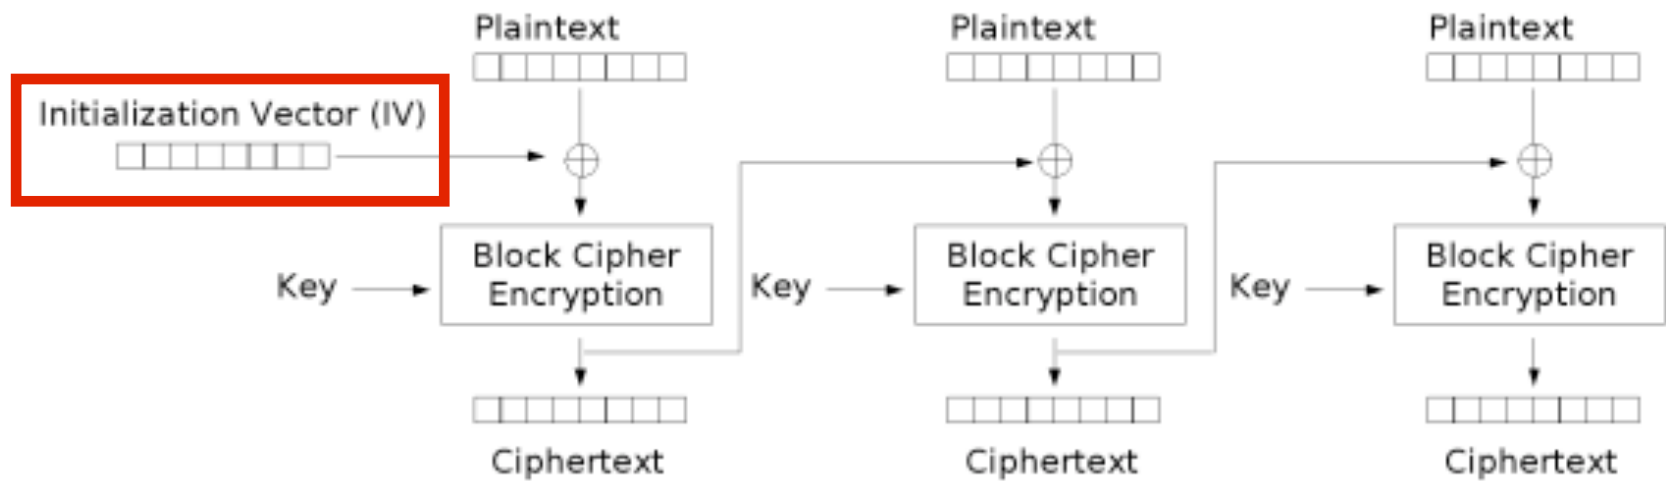 Plaintext
Plaintext
Plaintext
Initialization Vector (IV)
Key
Block Cipher
Encryption
Key
Block Cipher
Encryption
Key
Block Cipher
Encryption
Ciphertext
Ciphertext
Ciphertext